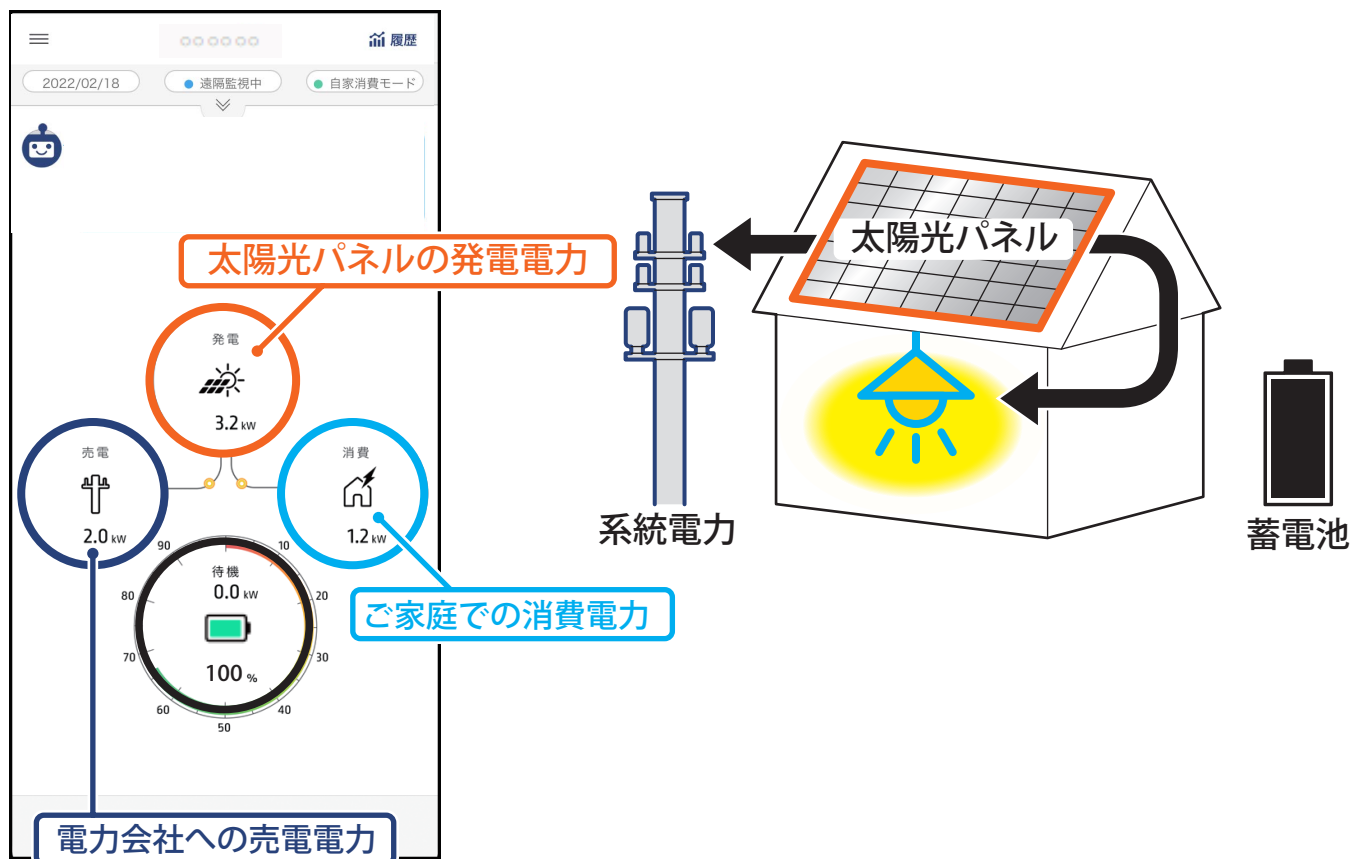 ○○○○○○
履歴
2022/02/18
遠隔監視中
自家消費モード
太陽光パネルの発電電力
発電
3.2 kW
売電
2.0 kW
消費
1.2 kW
待機
0.0 kW
100 %
10
20
30
40
50
60
70
80
90
ご家庭での消費電力
電力会社への売電電力
太陽光パネル
系統電力
蓄電池